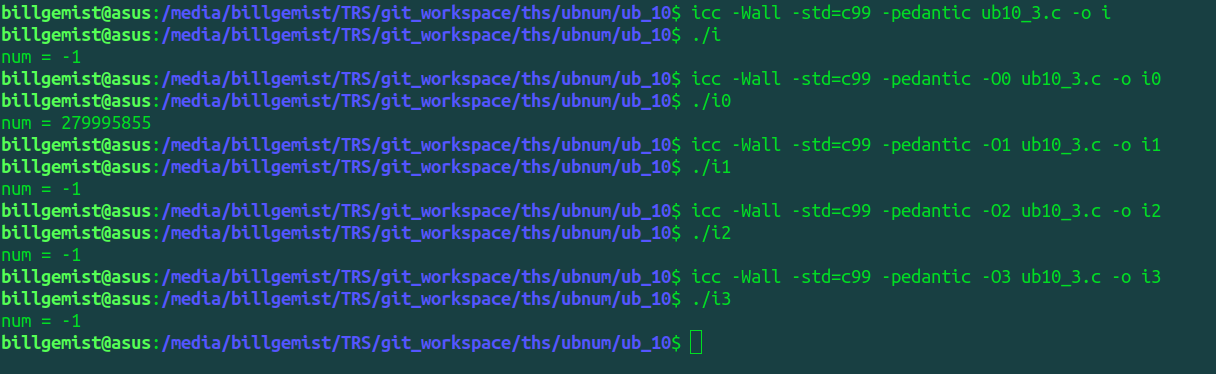 billgemist@asus:/media/billgemist/TRS/git_workspace/ths/ubnum/ub_10$ icc -Wall -std=c99 -pedantic ub10_3.c -o i
billgemist@asus:/media/billgemist/TRS/git_workspace/ths/ubnum/ub_10$ ./i
num = -1
billgemist@asus:/media/billgemist/TRS/git_workspace/ths/ubnum/ub_10$ icc -Wall -std=c99 -pedantic -O0 ub10_3.c -o i0
billgemist@asus:/media/billgemist/TRS/git_workspace/ths/ubnum/ub_10$ ./i0
num = 279995855
billgemist@asus:/media/billgemist/TRS/git_workspace/ths/ubnum/ub_10$ icc -Wall -std=c99 -pedantic -O1 ub10_3.c -o i1
billgemist@asus:/media/billgemist/TRS/git_workspace/ths/ubnum/ub_10$ ./i1
num = -1
billgemist@asus:/media/billgemist/TRS/git_workspace/ths/ubnum/ub_10$ icc -Wall -std=c99 -pedantic -O2 ub10_3.c -o i2
billgemist@asus:/media/billgemist/TRS/git_workspace/ths/ubnum/ub_10$ ./i2
num = -1
billgemist@asus:/media/billgemist/TRS/git_workspace/ths/ubnum/ub_10$ icc -Wall -std=c99 -pedantic -O3 ub10_3.c -o i3
billgemist@asus:/media/billgemist/TRS/git_workspace/ths/ubnum/ub_10$ ./i3
num = -1
billgemist@asus:/media/billgemist/TRS/git_workspace/ths/ubnum/ub_10$